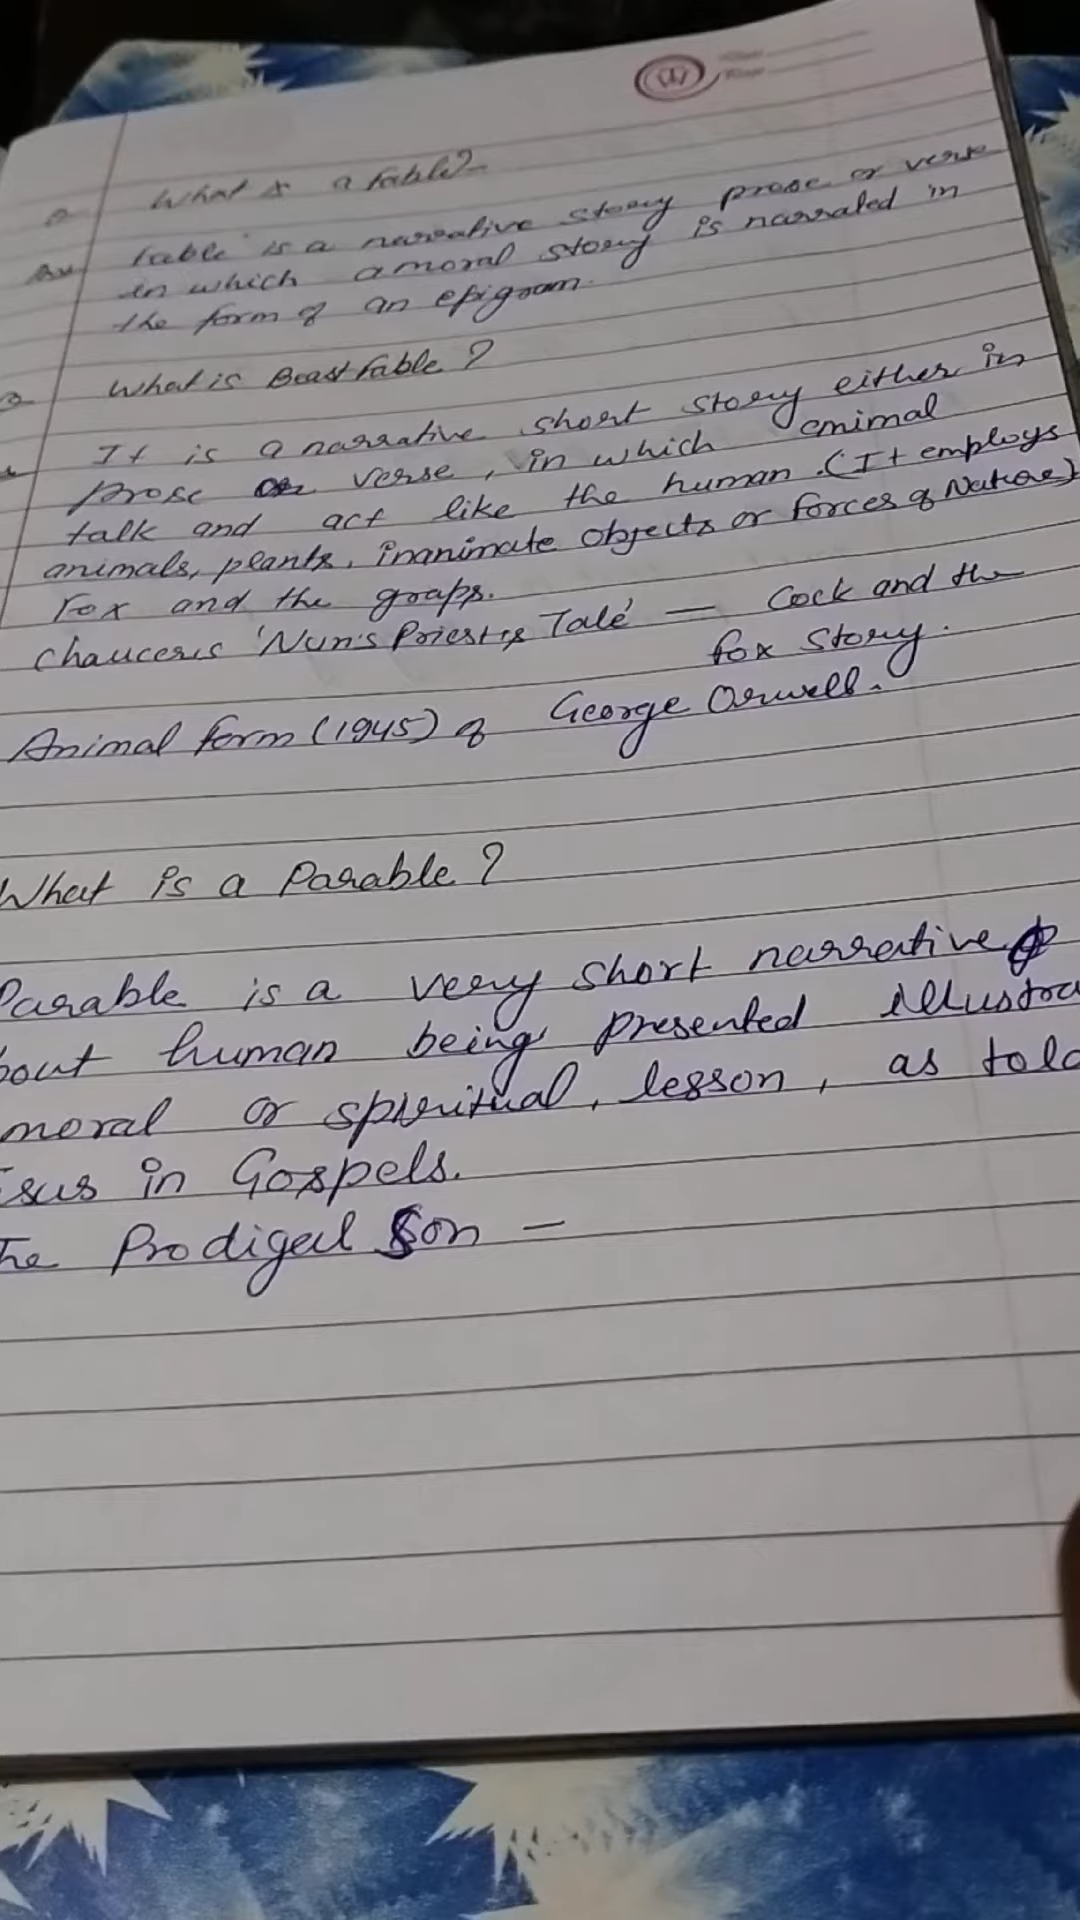 Q What is a fable?
Ans fable is a narrative story prose or verse
in which a moral story is narrated in
the form of an epigram.
Q What is Beast fable ?
It is a narrative short story either in
prose or verse, in which animal
talk and act like the human. (It employs
animals, plants, inanimate objects or forces of Nature)
Fox and the graps.
Chaucer's 'Nun's Priest's Tale' — Cock and the
fox Story.
Animal farm (1945) of George Orwell.
What is a Parable ?
Parable is a very short narrative
bout human being presented illustra
moral or spiritual, lesson, as told
esus in Gospels.
The Prodigal Son —